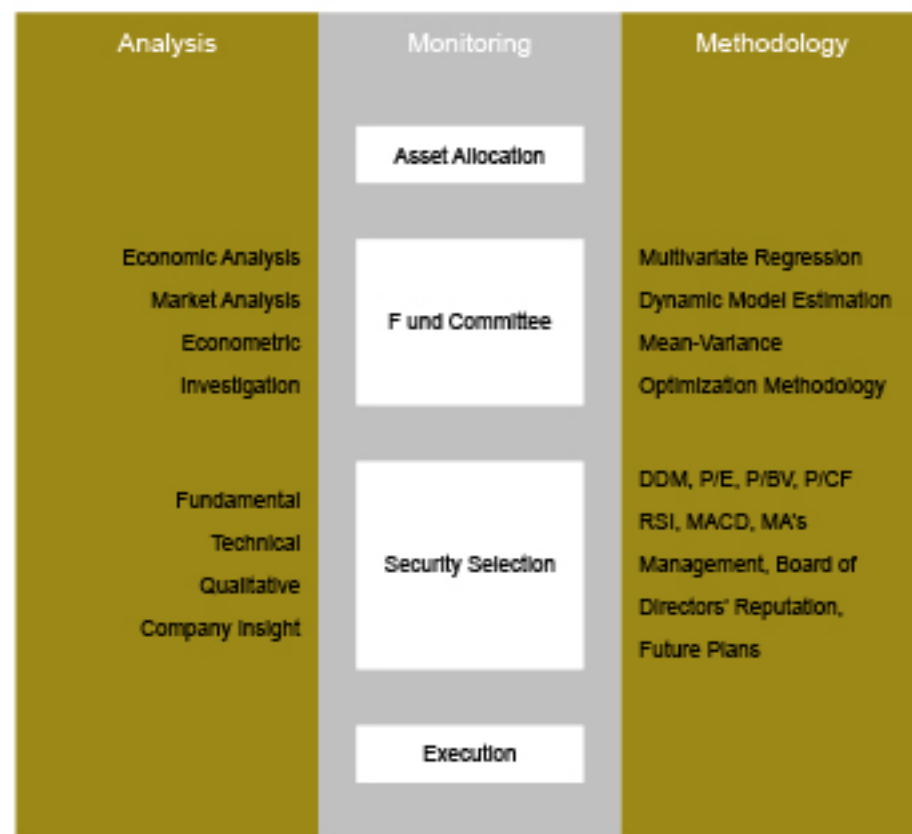 Analysis
Monitoring
Methodology
Asset Allocation
Economic Analysis
Market Analysis
Econometric
Investigation
F und Committee
Multivariate Regression
Dynamic Model Estimation
Mean-Variance
Optimization Methodology
Fundamental
Technical
Qualitative
Company Insight
Security Selection
DDM, P/E, P/BV, P/CF
RSI, MACD, MA's
Management, Board of
Directors' Reputation,
Future Plans
Execution